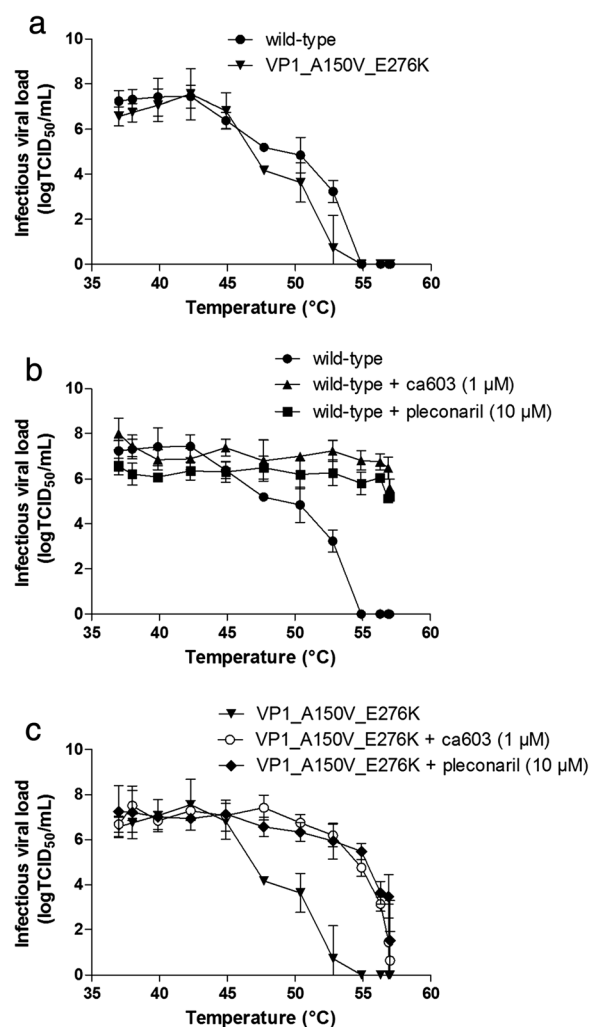 a
wild-type
VP1_A150V_E276K
Infectious viral load
(logTCID50/mL)
10
8
6
4
2
0
35 40 45 50 55 60
Temperature (°C)
b
wild-type
wild-type + ca603 (1 µM)
wild-type + pleconaril (10 µM)
Infectious viral load
(logTCID50/mL)
10
8
6
4
2
0
35 40 45 50 55 60
Temperature (°C)
c
VP1_A150V_E276K
VP1_A150V_E276K + ca603 (1 µM)
VP1_A150V_E276K + pleconaril (10 µM)
Infectious viral load
(logTCID50/mL)
10
8
6
4
2
0
35 40 45 50 55 60
Temperature (°C)